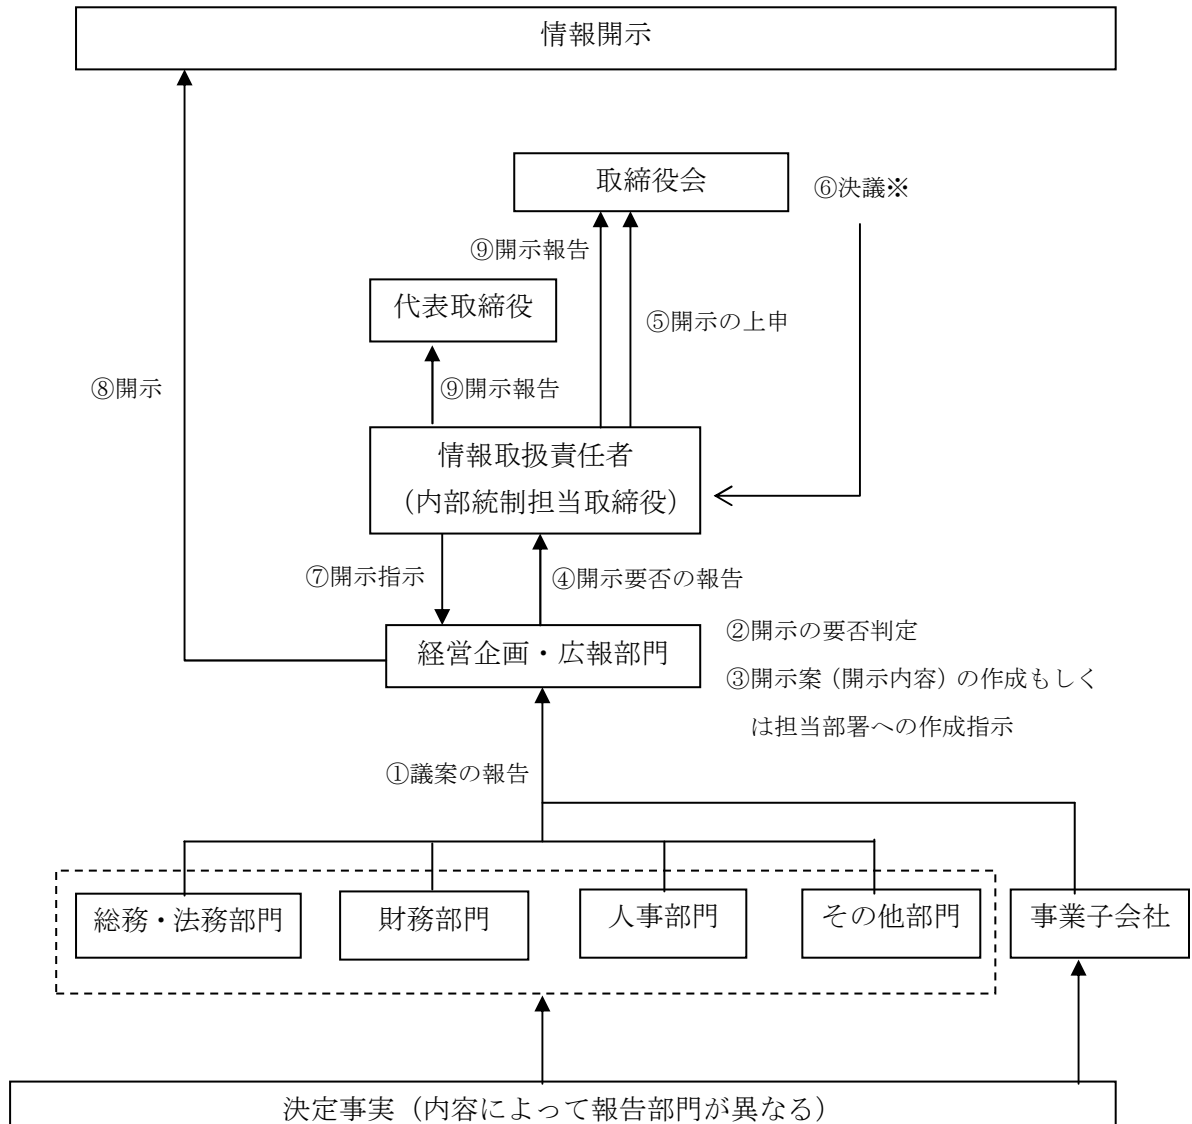 情報開示
取締役会
⑥決議※
⑨開示報告
代表取締役
⑤開示の上申
⑧開示
⑨開示報告
情報取扱責任者
（内部統制担当取締役）
⑦開示指示
④開示要否の報告
経営企画・広報部門
②開示の要否判定
③開示案（開示内容）の作成もしく
は担当部署への作成指示
①議案の報告
総務・法務部門
財務部門
人事部門
その他部門
事業子会社
決定事実（内容によって報告部門が異なる）